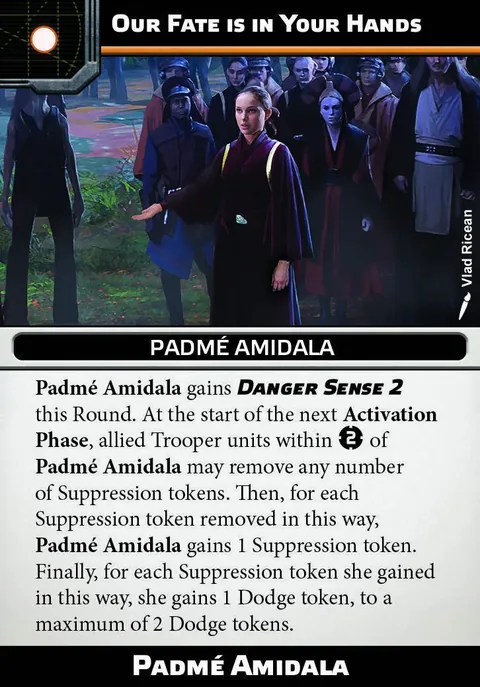 Our Fate is in Your Hands
Vlad Ricean
PADMÉ AMIDALA
Padmé Amidala gains Danger Sense 2
this Round. At the start of the next Activation
Phase, allied Trooper units within 2 of
Padmé Amidala may remove any number
of Suppression tokens. Then, for each
Suppression token removed in this way,
Padmé Amidala gains 1 Suppression token.
Finally, for each Suppression token she gained
in this way, she gains 1 Dodge token, to a
maximum of 2 Dodge tokens.
Padmé Amidala